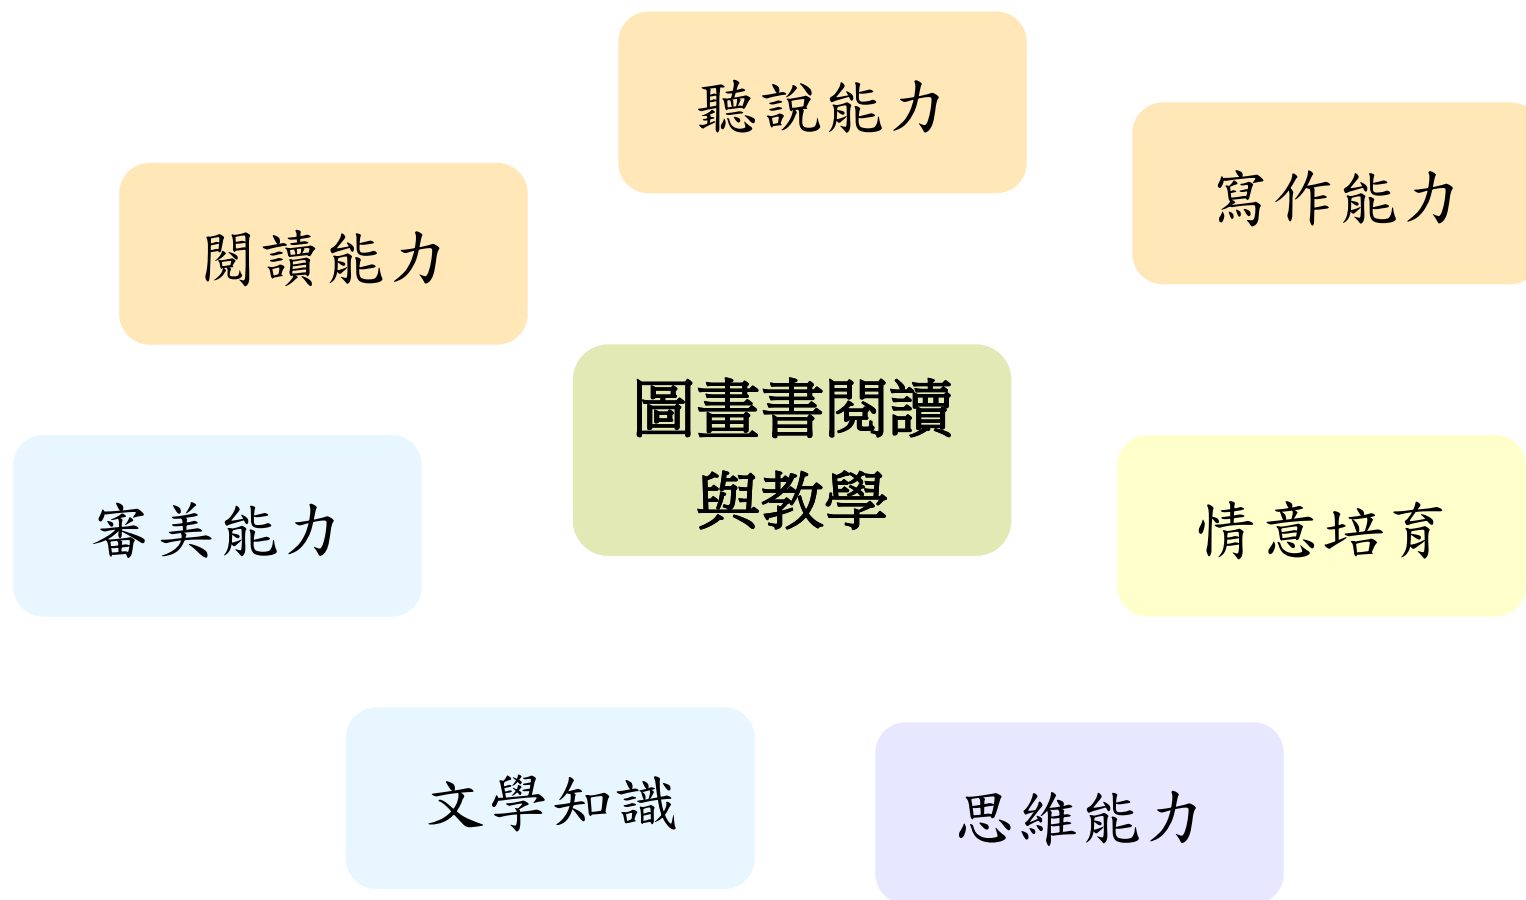 聽說能力
寫作能力
閱讀能力
圖畫書閱讀
與教學
審美能力
情意培育
文學知識
思維能力